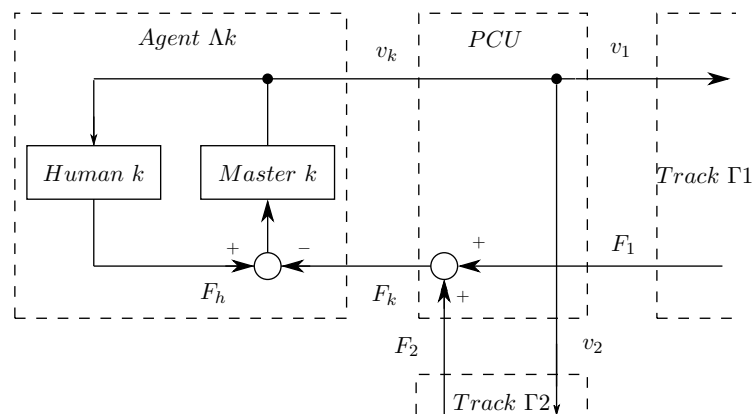 Agent Λk
PCU
v_k
v_1
Human k
Master k
Track Γ1
+
−
+
F_1
F_h
F_k
+
F_2
v_2
Track Γ2